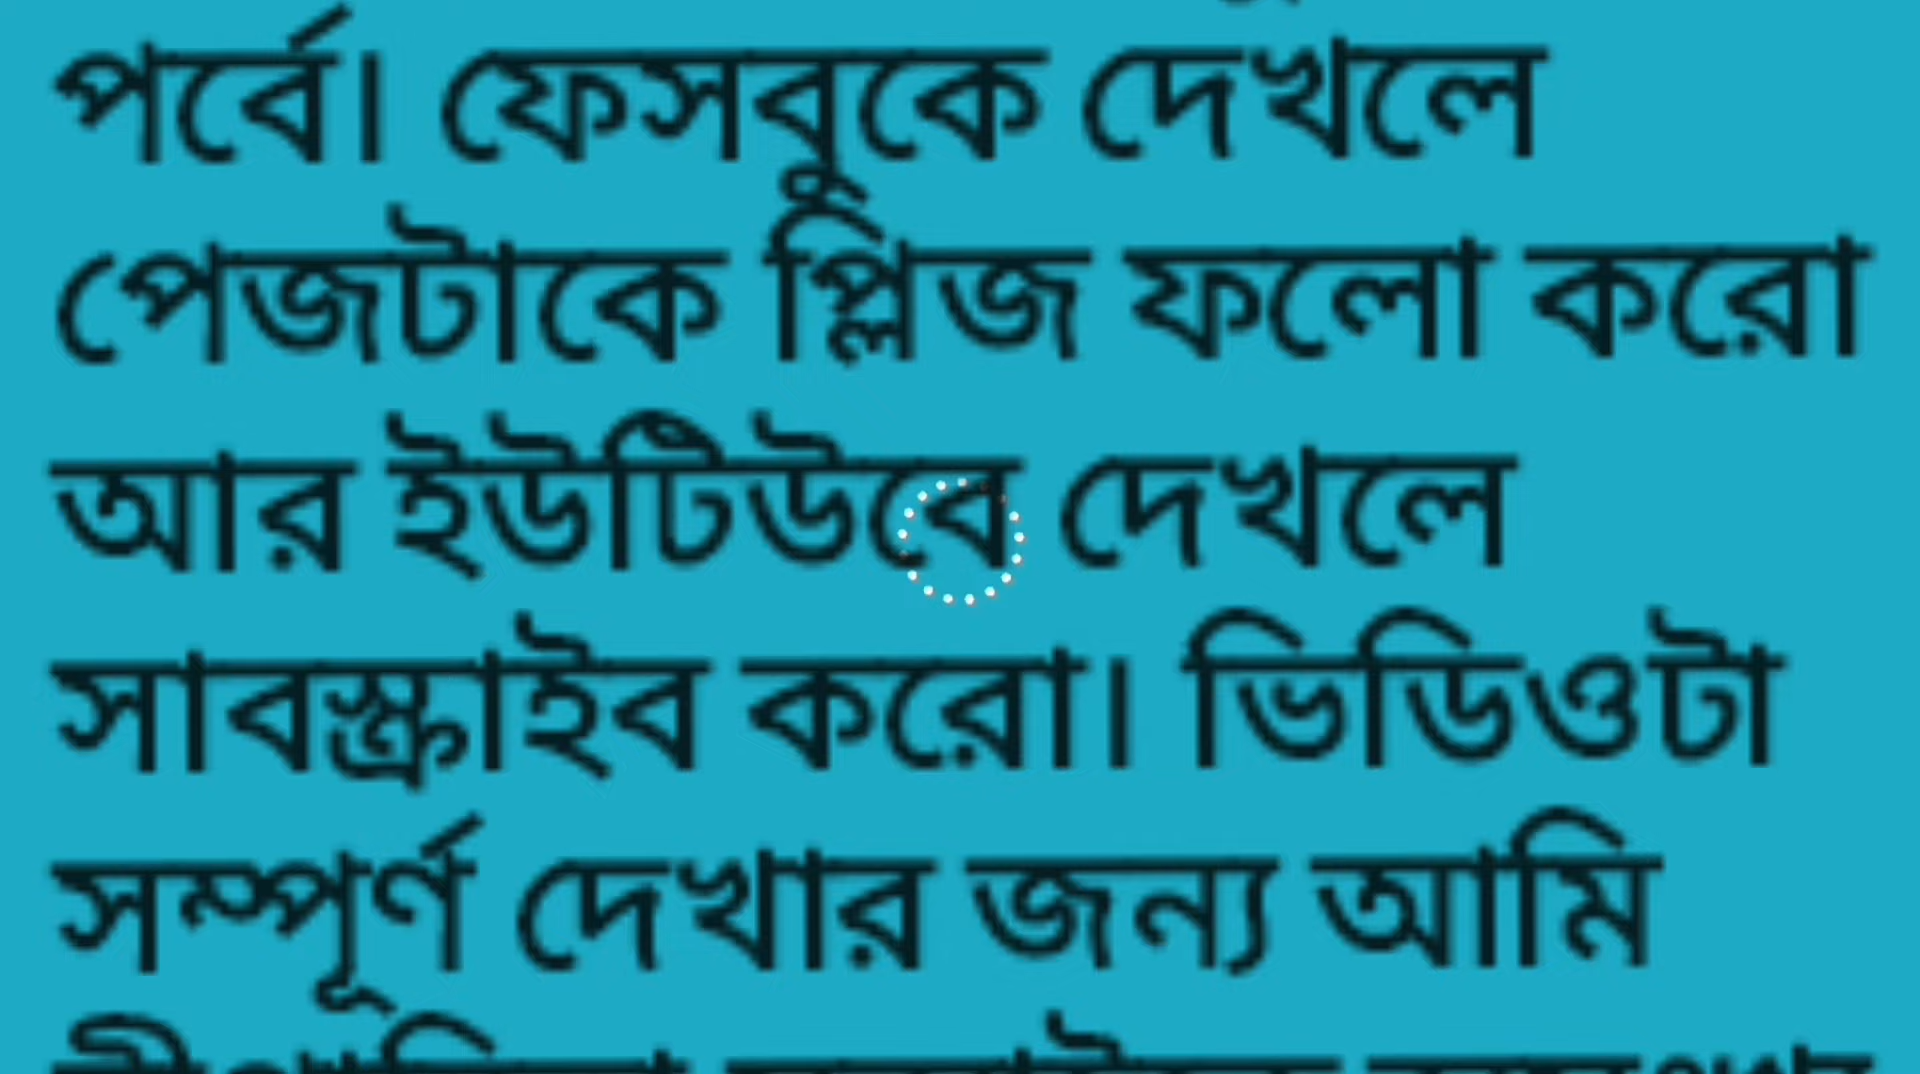 পর্বে। ফেসবুকে দেখলে
পেজটাকে প্লিজ ফলো করো
আর ইউটিউবে দেখলে
সাবস্ক্রাইব করো। ভিডিওটা
সম্পূর্ণ দেখার জন্য আমি